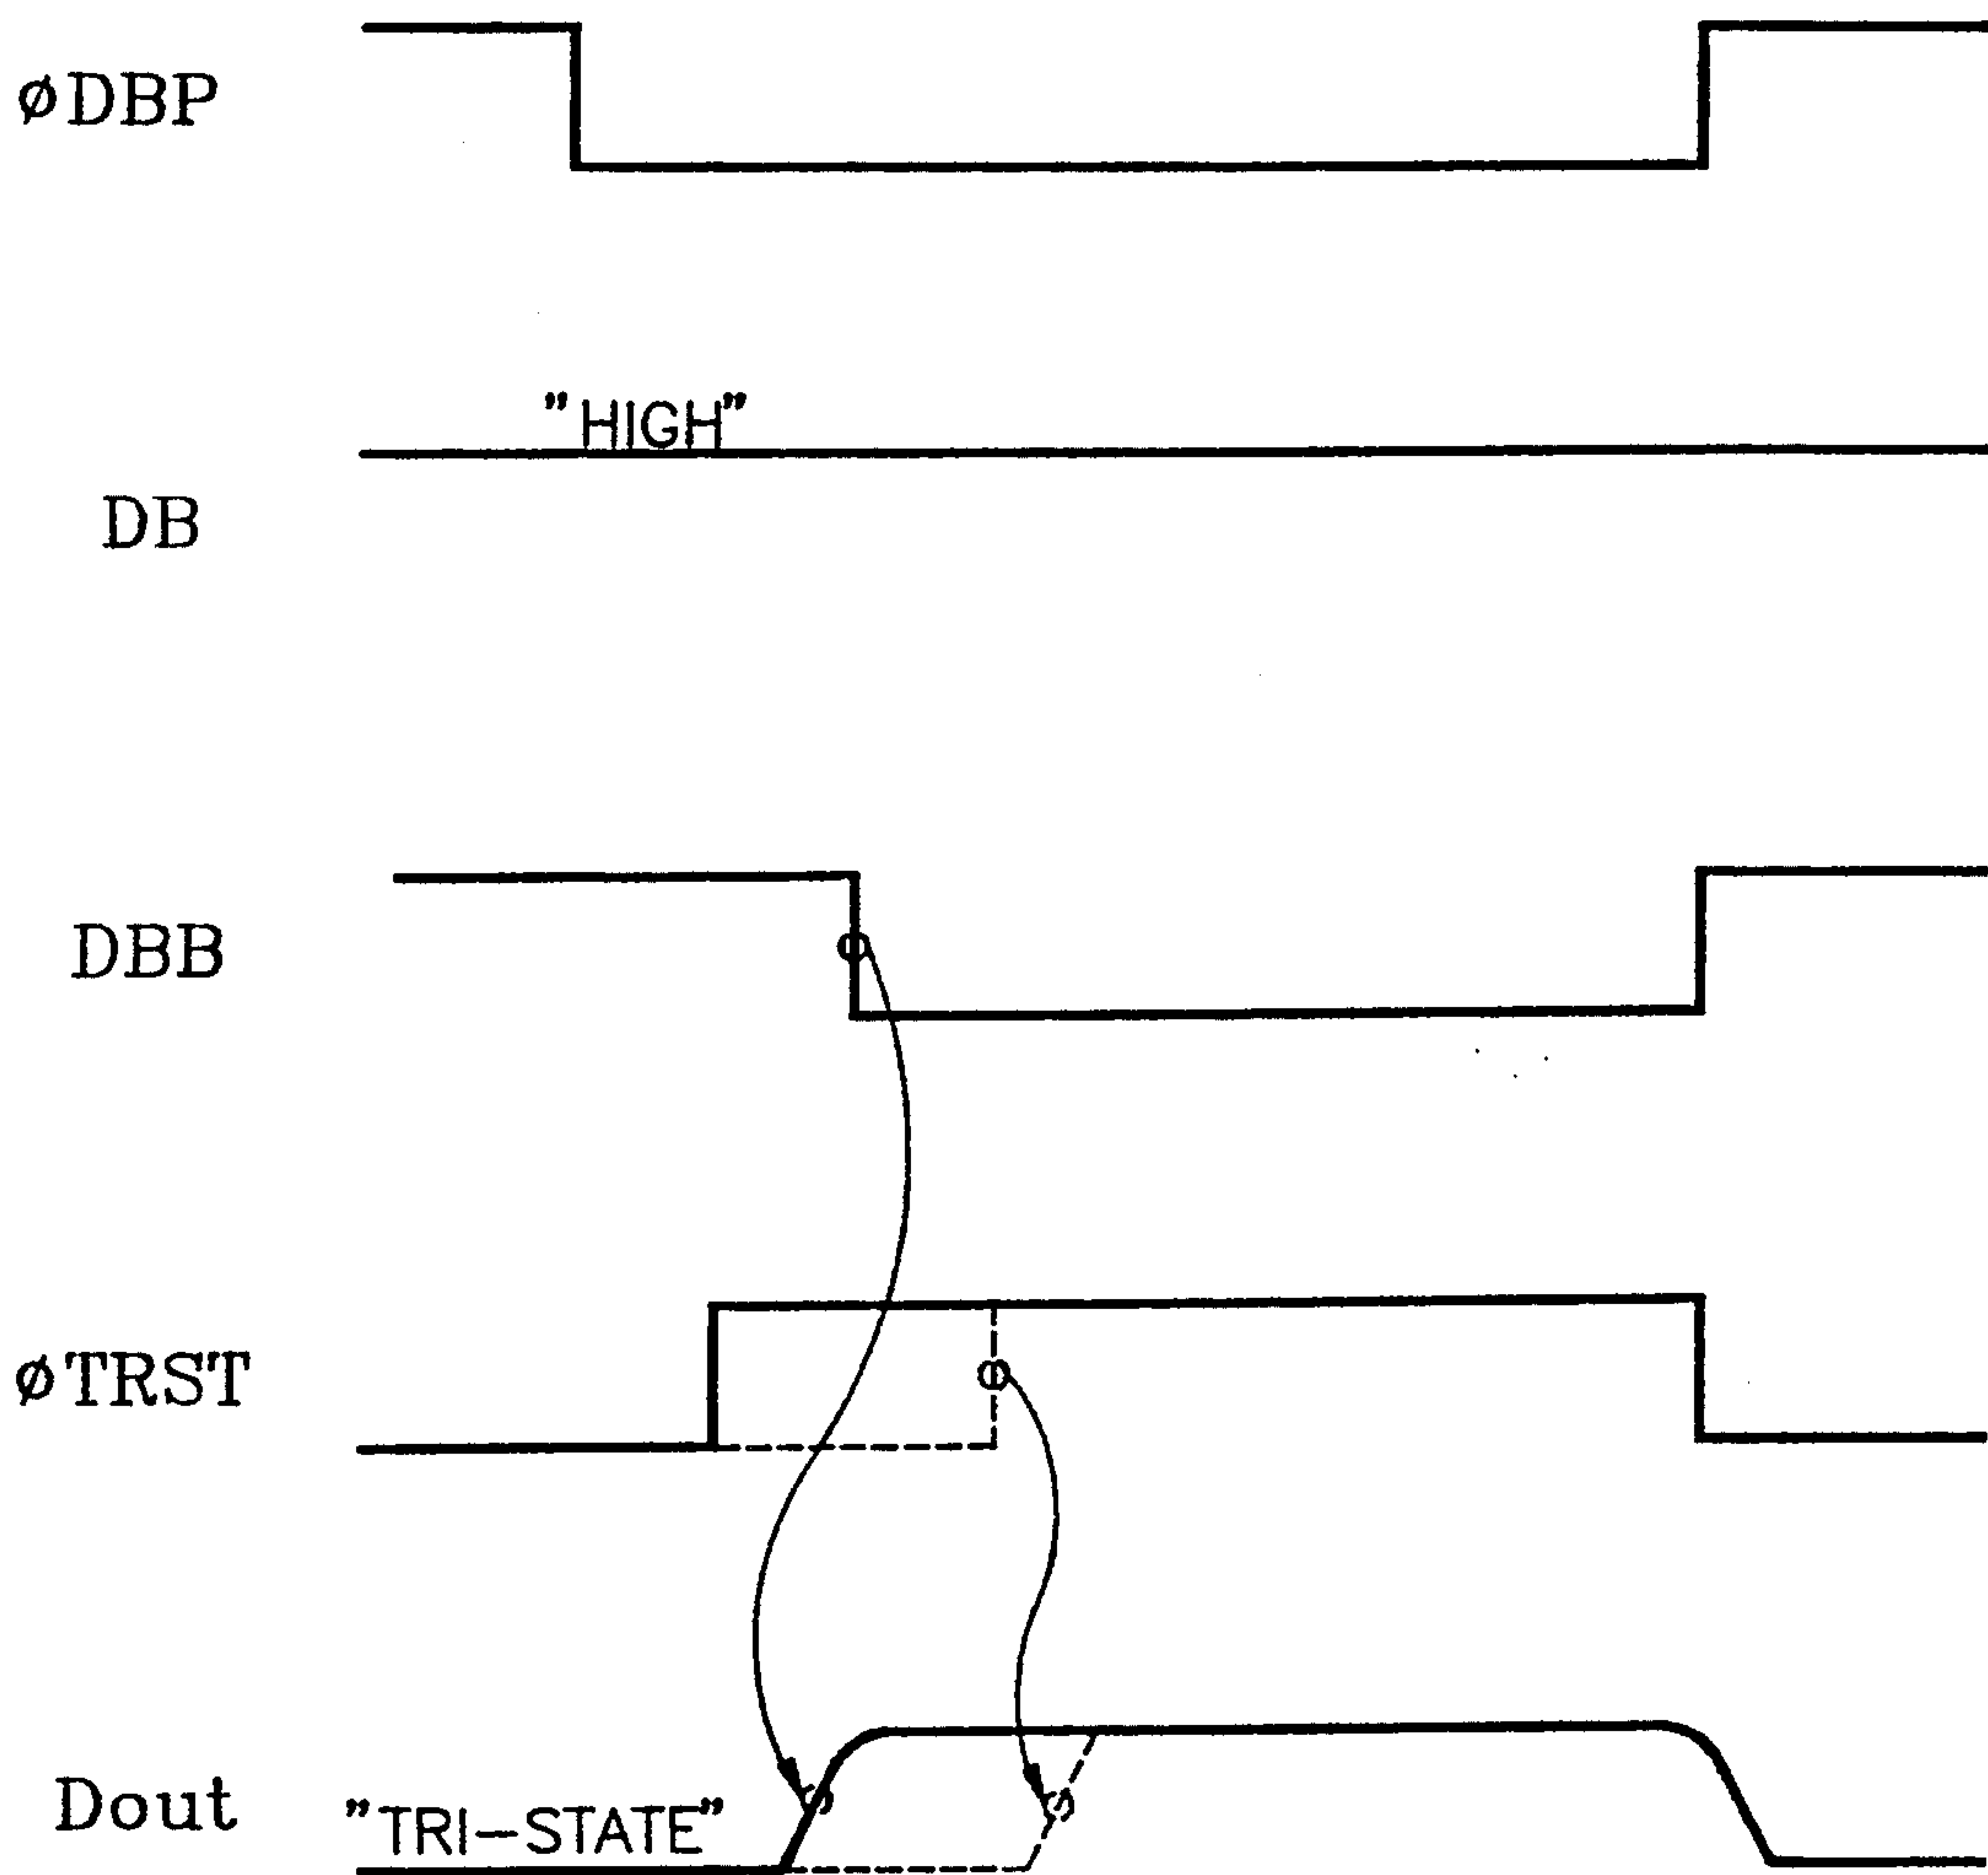 øDBP
"HIGH"
DB
DBB
øTRST
Dout
"TRI-STATE"